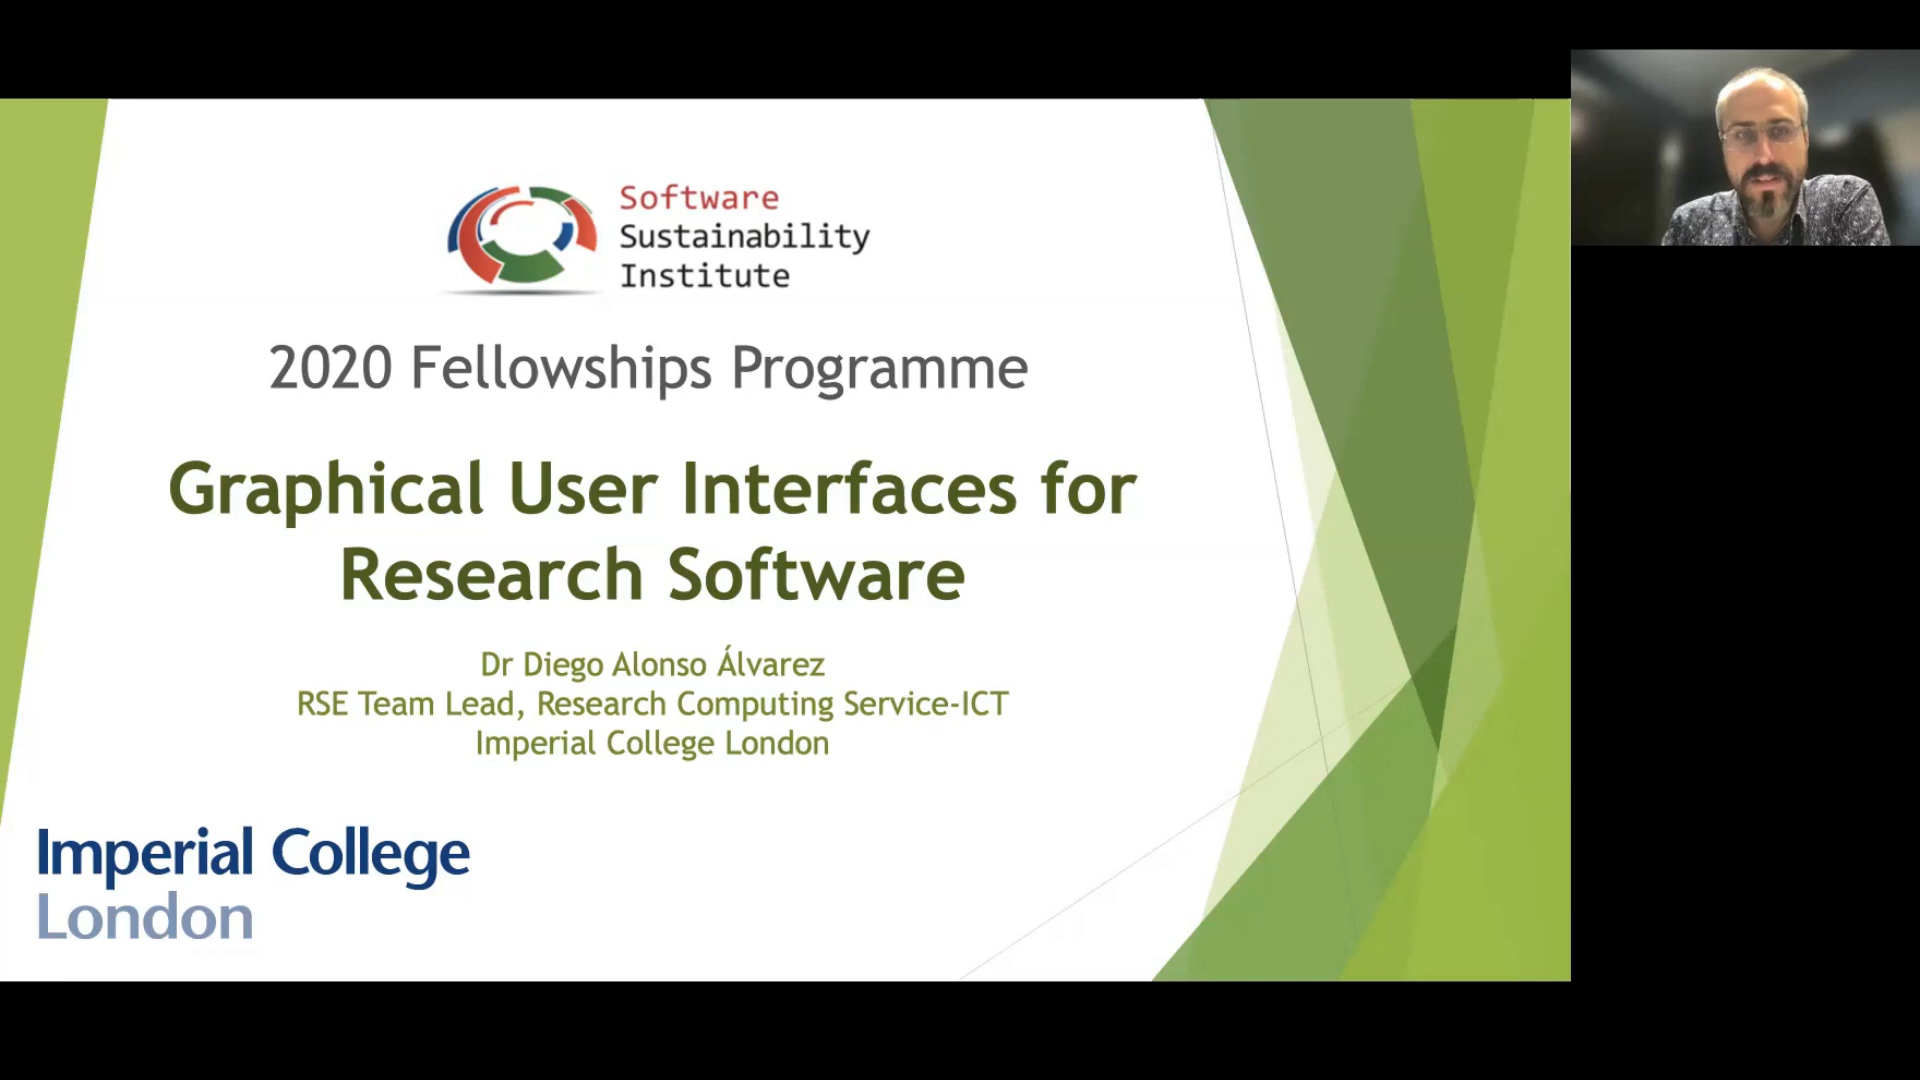 Software
Sustainability
Institute
2020 Fellowships Programme
Graphical User Interfaces for
Research Software
Dr Diego Alonso Álvarez
RSE Team Lead, Research Computing Service-ICT
Imperial College London
Imperial College
London